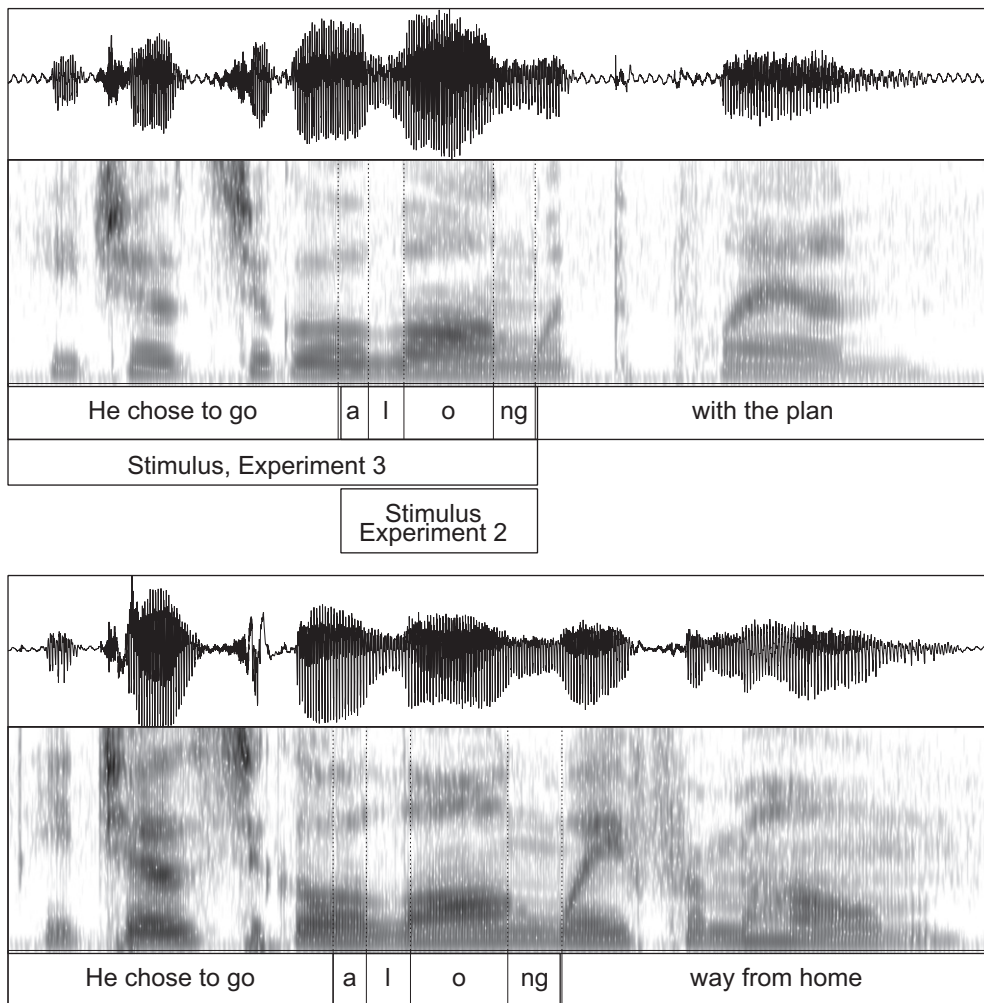 He chose to go a l o ng with the plan
Stimulus, Experiment 3
Stimulus
Experiment 2
He chose to go a l o ng way from home